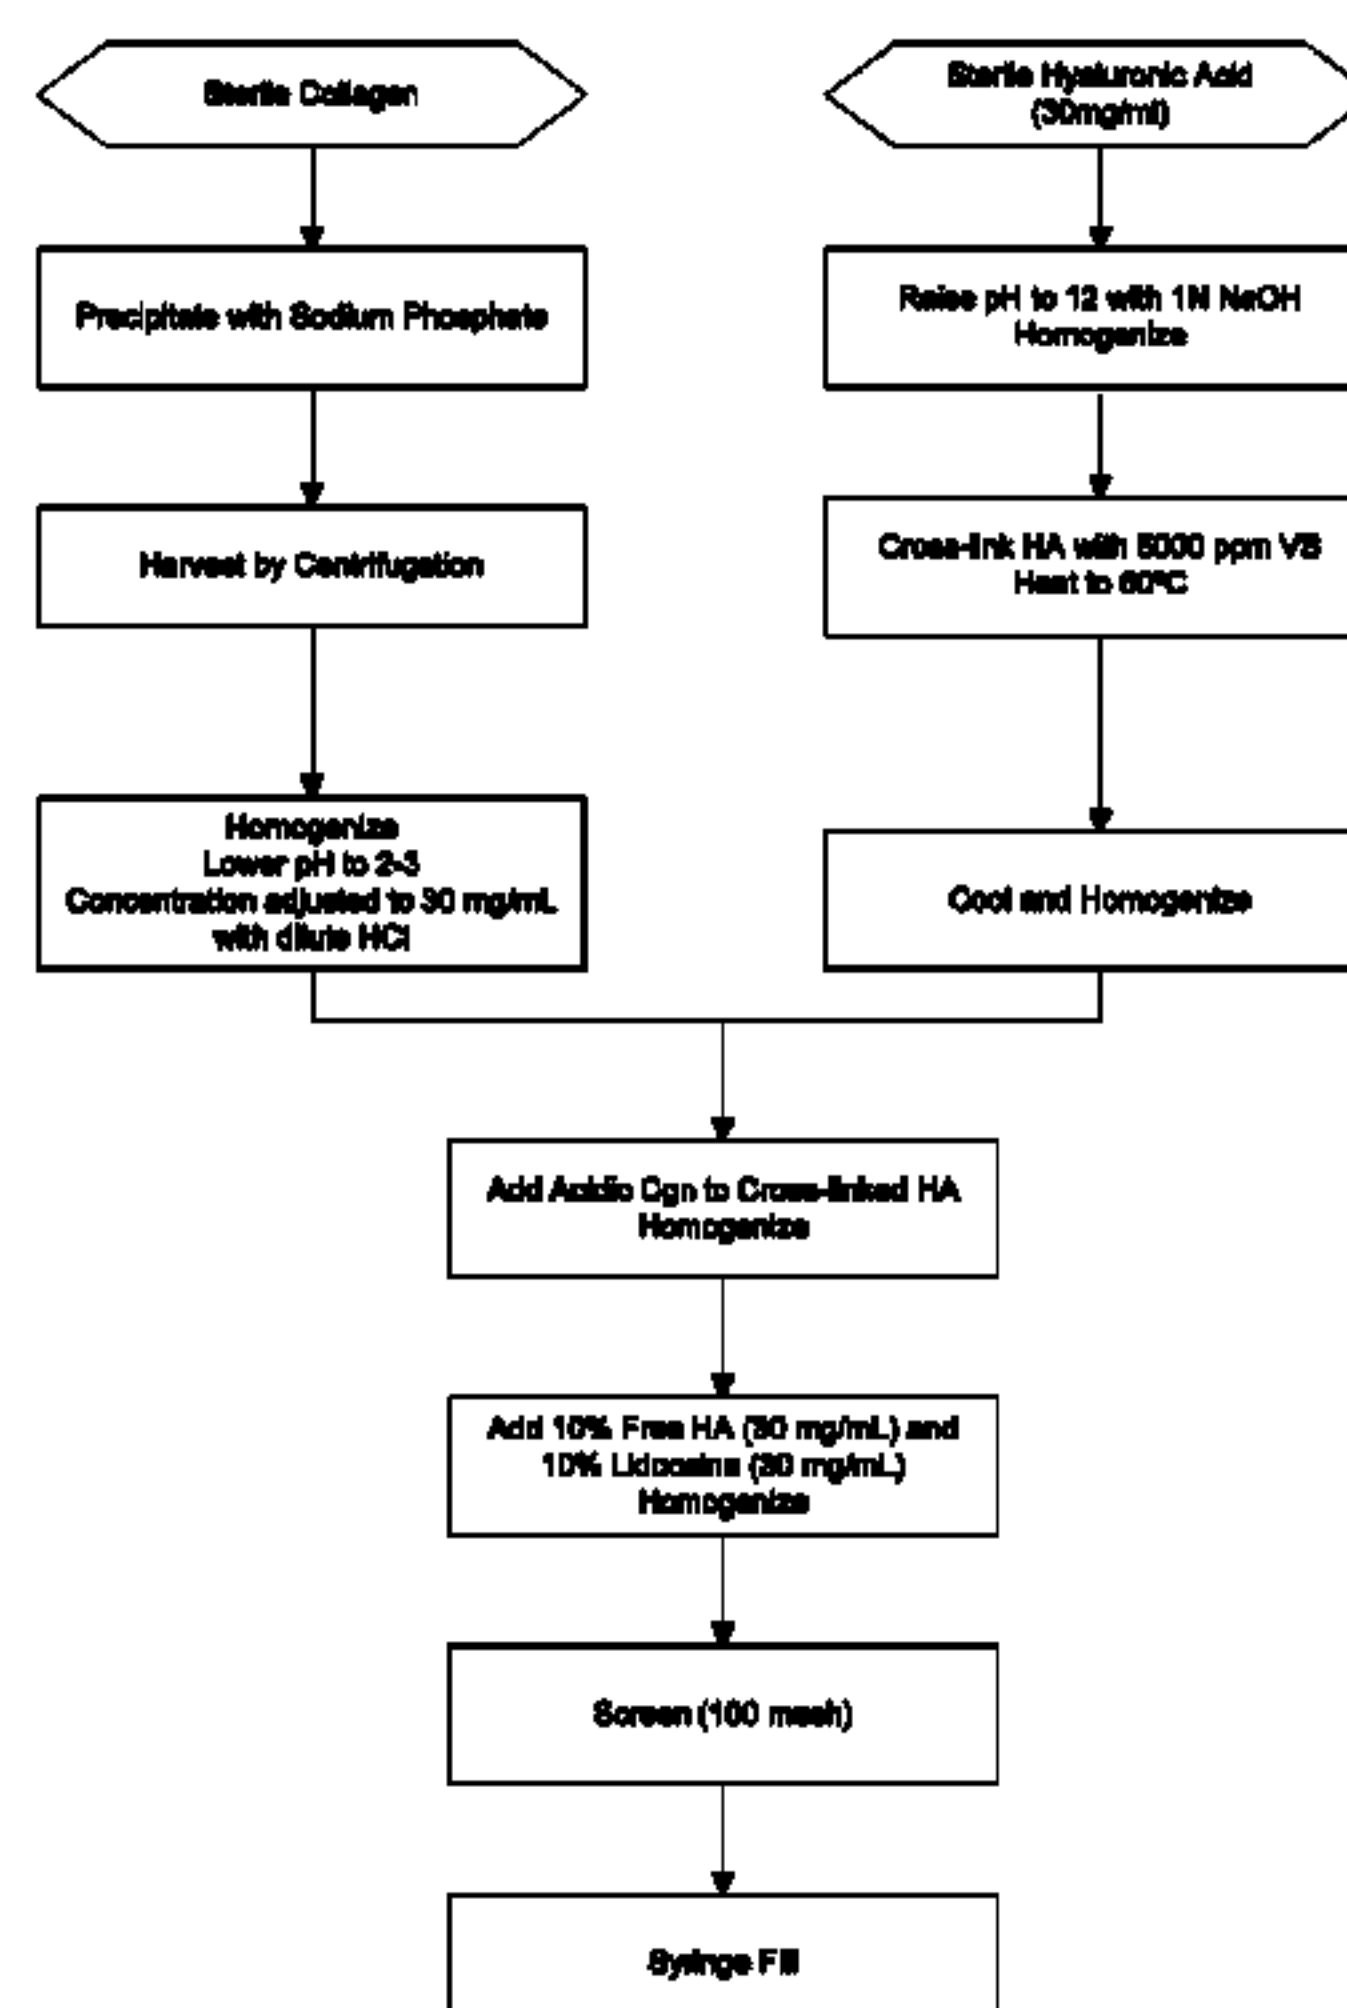 Sterile Collagen
Precipitate with Sodium Phosphate
Harvest by Centrifugation
Homogenize
Lower pH to 2-3
Concentration adjusted to 30 mg/mL
with dilute HCl
Sterile Hyaluronic Acid
(30mg/ml)
Raise pH to 12 with 1N NaOH
Homogenize
Cross-link HA with 5000 ppm VS
Heat to
Cool and Homogenize
Add Acidic Cgn to Cross-linked HA
Homogenize
Add 10% Free HA (30 mg/mL) and
10% Lidocaine (30 mg/mL)
Homogenize
Screen (100 mesh)
Syringe Fill